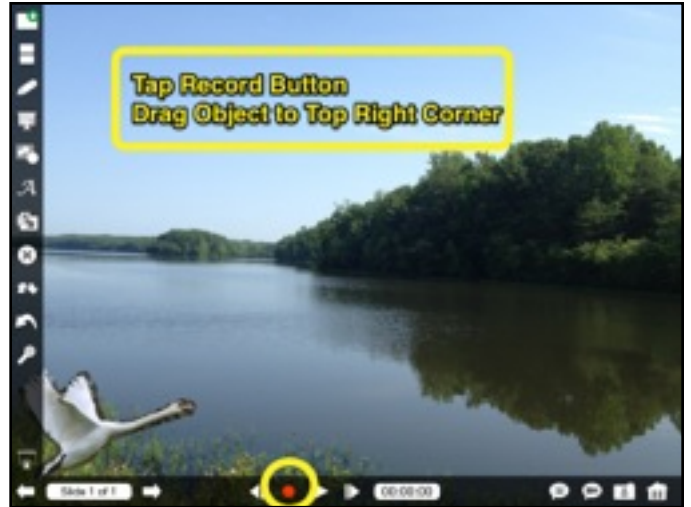 Tap Record Button
Drag Object to Top Right Corner
Slide 1 of 1
00:00:00